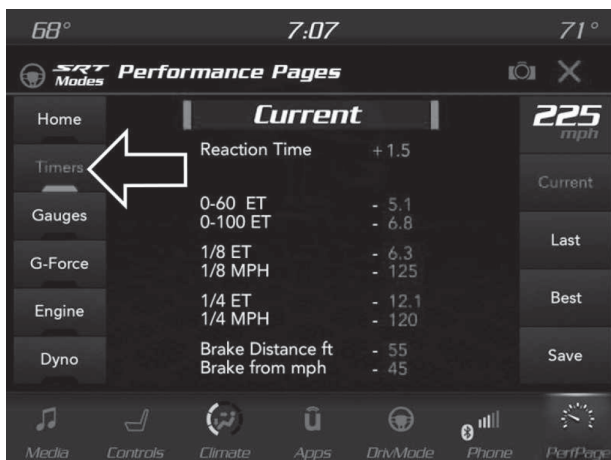 68° 7:07 71°
SRT Modes Performance Pages
Home
Timers
Gauges
G-Force
Engine
Dyno
Current
Reaction Time +1.5
0-60 ET - 5.1
0-100 ET - 6.8
1/8 ET - 6.3
1/8 MPH - 125
1/4 ET - 12.1
1/4 MPH - 120
Brake Distance ft - 55
Brake from mph - 45
225
mph
Current
Last
Best
Save
Media Controls Climate Apps DrivMode Phone PerfPage